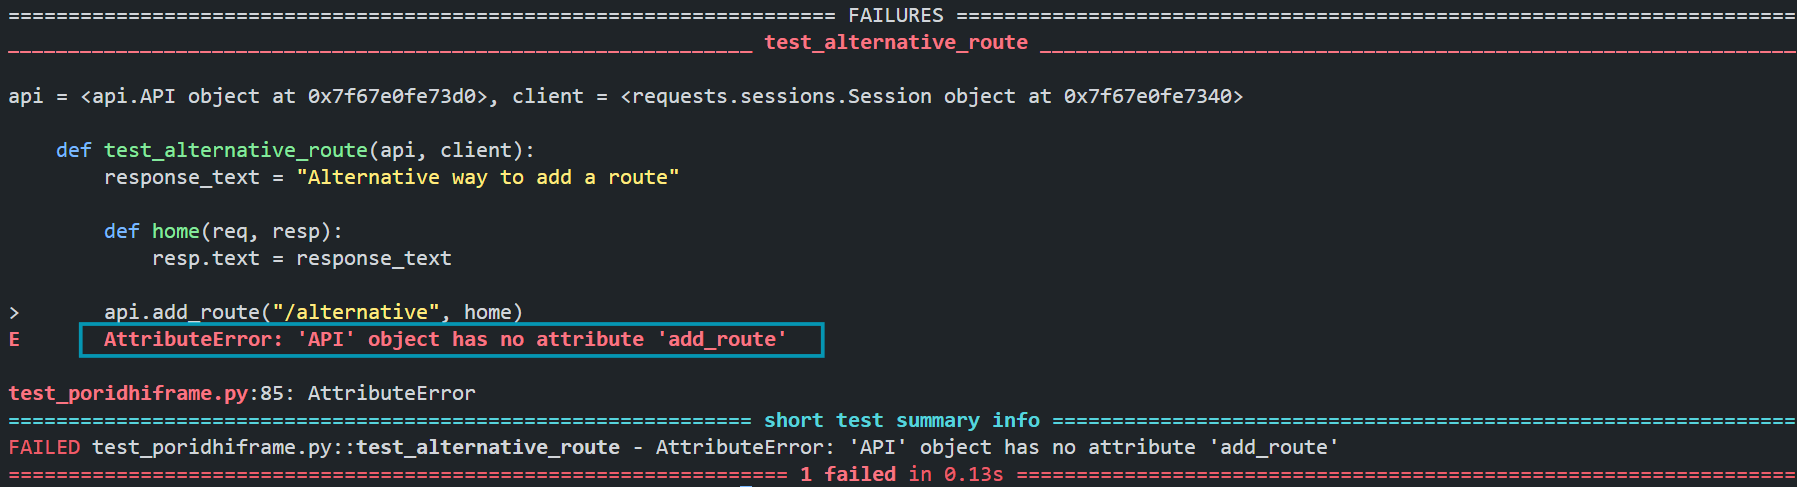 ===================================================================== FAILURES ======================================================================
______________________________________________________________ test_alternative_route _______________________________________________________________
api = <api.API object at 0x7f67e0fe73d0>, client = <requests.sessions.Session object at 0x7f67e0fe7340>
    def test_alternative_route(api, client):
        response_text = "Alternative way to add a route"
        def home(req, resp):
            resp.text = response_text
>       api.add_route("/alternative", home)
E       AttributeError: 'API' object has no attribute 'add_route'
test_poridhiframe.py:85: AttributeError
============================================================== short test summary info ==============================================================
FAILED test_poridhiframe.py::test_alternative_route - AttributeError: 'API' object has no attribute 'add_route'
================================================================= 1 failed in 0.13s =================================================================